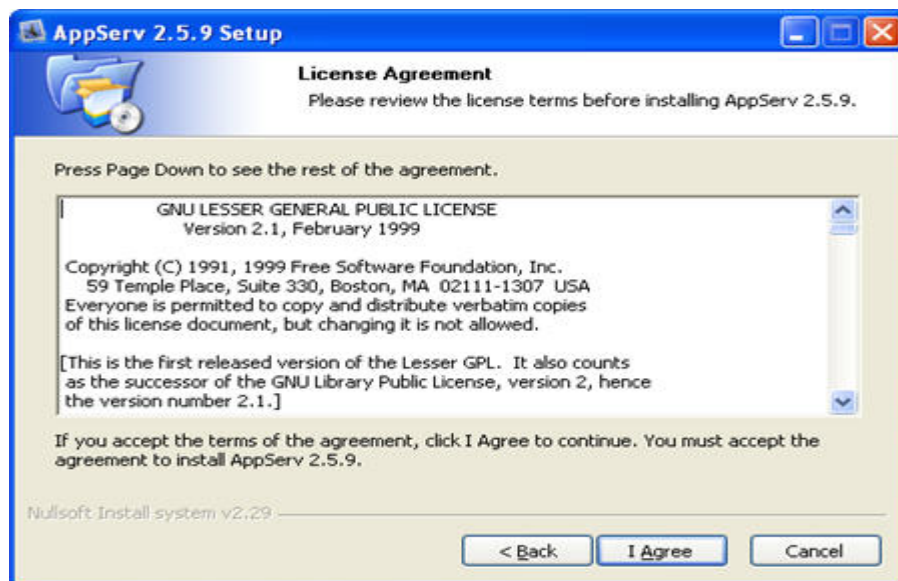 AppServ 2.5.9 Setup
License Agreement
Please review the license terms before installing AppServ 2.5.9.
Press Page Down to see the rest of the agreement.
GNU LESSER GENERAL PUBLIC LICENSE
Version 2.1, February 1999
Copyright (C) 1991, 1999 Free Software Foundation, Inc.
59 Temple Place, Suite 330, Boston, MA 02111-1307 USA
Everyone is permitted to copy and distribute verbatim copies
of this license document, but changing it is not allowed.
[This is the first released version of the Lesser GPL. It also counts
as the successor of the GNU Library Public License, version 2, hence
the version number 2.1.]
If you accept the terms of the agreement, click I Agree to continue. You must accept the
agreement to install AppServ 2.5.9.
Nullsoft Install system v2.29
< Back
I Agree
Cancel